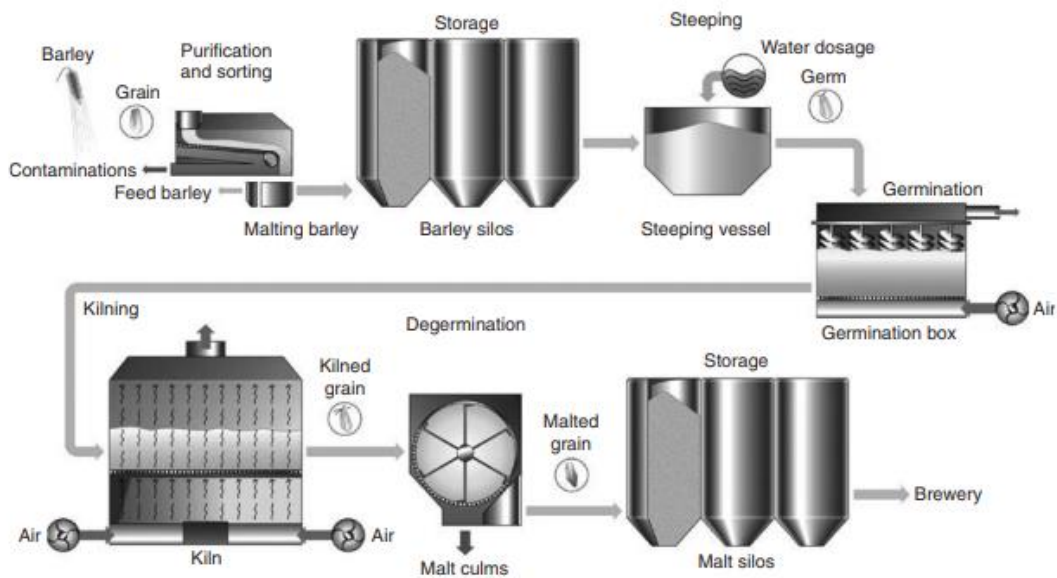 Barley
Grain
Purification
and sorting
Contaminations
Feed barley
Malting barley
Storage
Barley silos
Steeping
Water dosage
Germ
Steeping vessel
Germination
Air
Germination box
Kilning
Air
Air
Kiln
Kilned
grain
Degermination
Malt culms
Malted
grain
Storage
Malt silos
Brewery